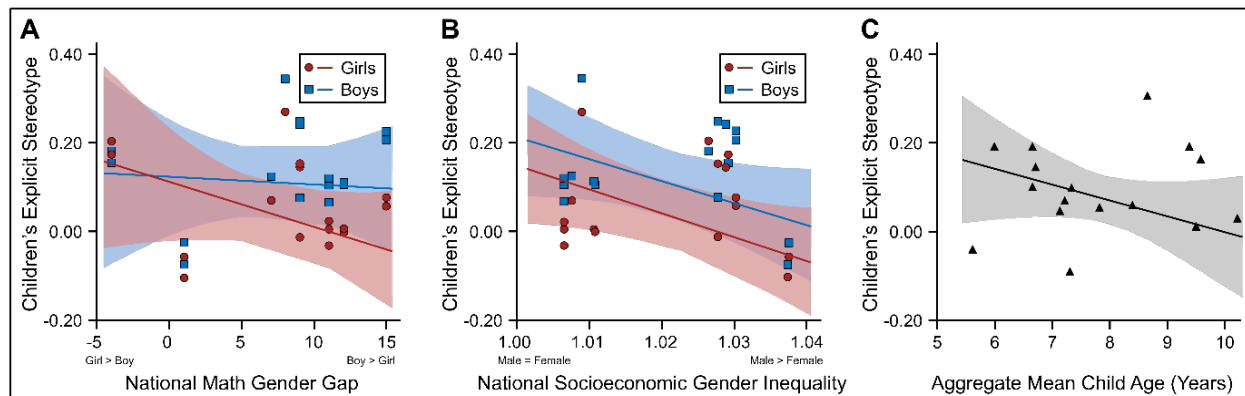 A
Children's Explicit Stereotype
0.40
0.20
0.00
-0.20
Girls
Boys
-5
0
5
10
15
Girl > Boy
Boy > Girl
National Math Gender Gap
B
Children's Explicit Stereotype
0.40
0.20
0.00
-0.20
Girls
Boys
1.00
1.01
1.02
1.03
1.04
Male = Female
Male > Female
National Socioeconomic Gender Inequality
C
Children's Explicit Stereotype
0.40
0.20
0.00
-0.20
5
6
7
8
9
10
Aggregate Mean Child Age (Years)